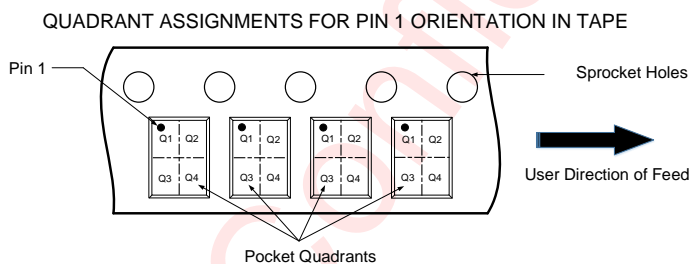 QUADRANT ASSIGNMENTS FOR PIN 1 ORIENTATION IN TAPE
Pin 1
Sprocket Holes
Q1 Q2 Q1 Q2 Q1 Q2 Q1 Q2
Q3 Q4 Q3 Q4 Q3 Q4 Q3 Q4
User Direction of Feed
Pocket Quadrants